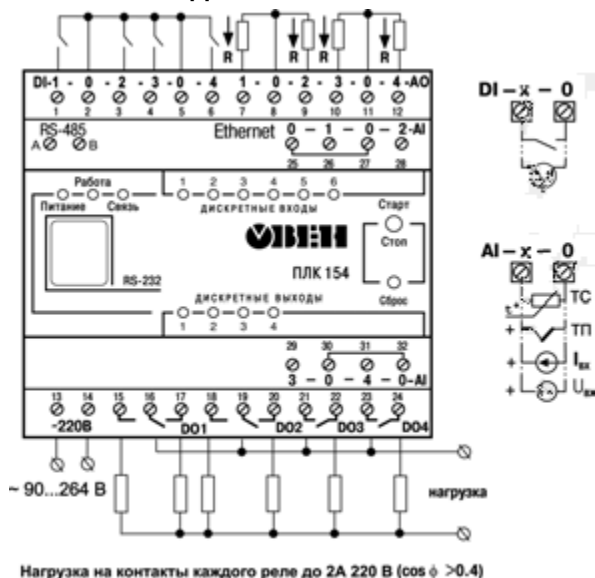 R R R R
DI-1 - 0 - 2 - 3 - 0 - 4 1 - 0 - 2 - 3 - 0 - 4 -AO
1 2 3 4 5 6 7 8 9 10 11 12
RS-485 Ethernet 0 - 1 - 0 - 2-AI
A B
25 26 27 28
Работа 1 2 3 4 5 6 Старт
Питание Связь ДИСКРЕТНЫЕ ВХОДЫ
ОВЕН Стоп
RS-232 ПЛК 154
ДИСКРЕТНЫЕ ВЫХОДЫ Сброс
1 2 3 4
29 30 31 32
3 - 0 - 4 - 0-AI
13 14 15 16 17 18 19 20 21 22 23 24
~220В DO1 DO2 DO3 DO4
~ 90...264 В нагрузка
DI - x - 0
AI - x - 0
t° ТС
+ ТП
+ Iвх
+ Uвх
Нагрузка на контакты каждого реле до 2А 220 В (cos ϕ >0.4)